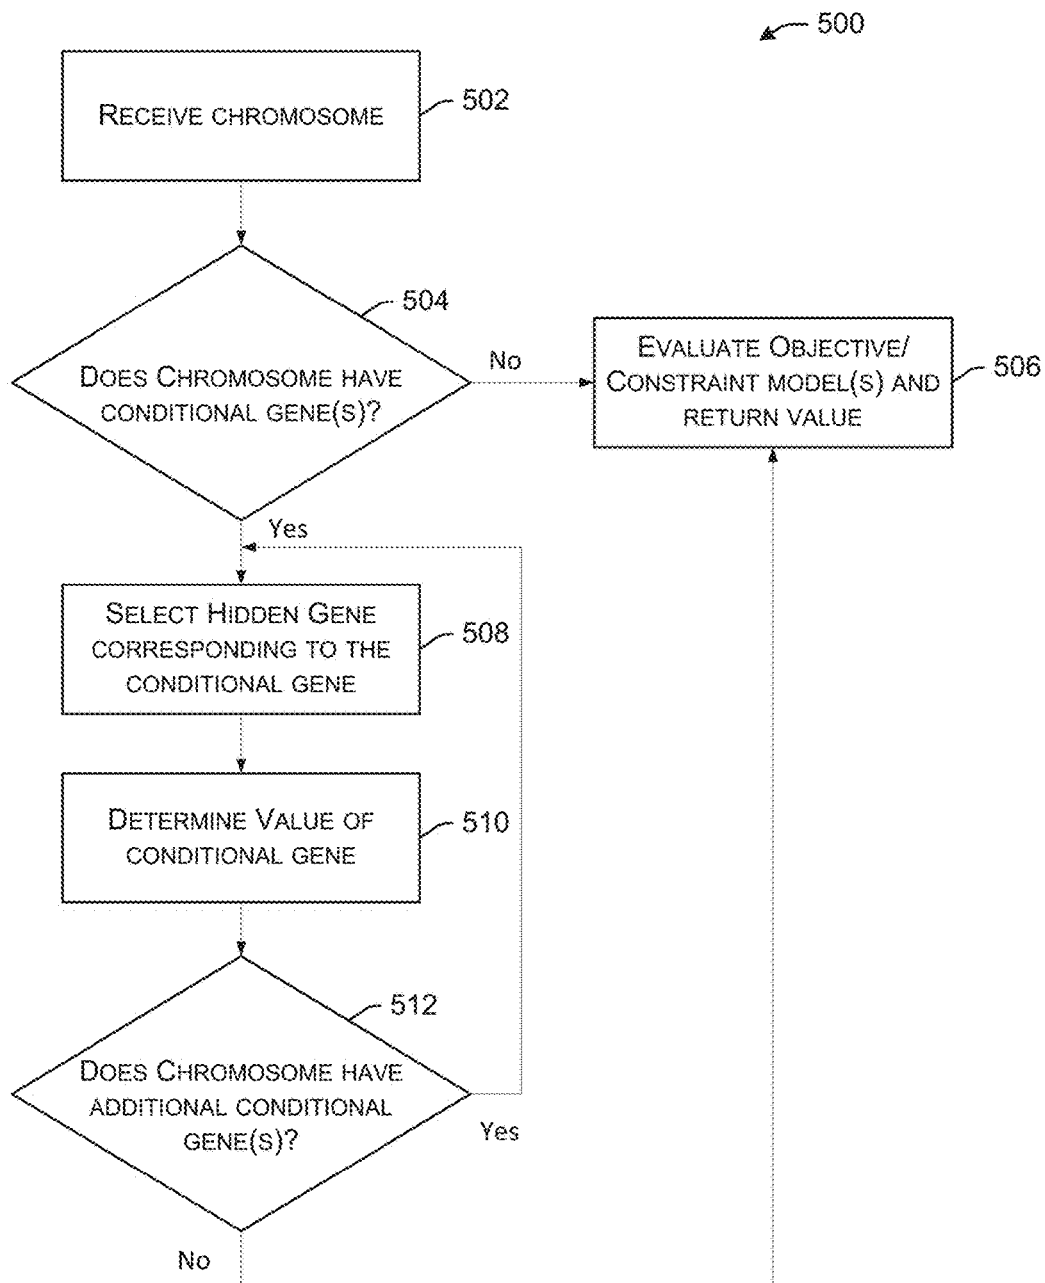 500
RECEIVE CHROMOSOME
502
504
DOES CHROMOSOME HAVE
CONDITIONAL GENE(S)?
No
EVALUATE OBJECTIVE/
CONSTRAINT MODEL(S) AND
RETURN VALUE
506
Yes
SELECT HIDDEN GENE
CORRESPONDING TO THE
CONDITIONAL GENE
508
DETERMINE VALUE OF
CONDITIONAL GENE
510
512
DOES CHROMOSOME HAVE
ADDITIONAL CONDITIONAL
GENE(S)?
Yes
No